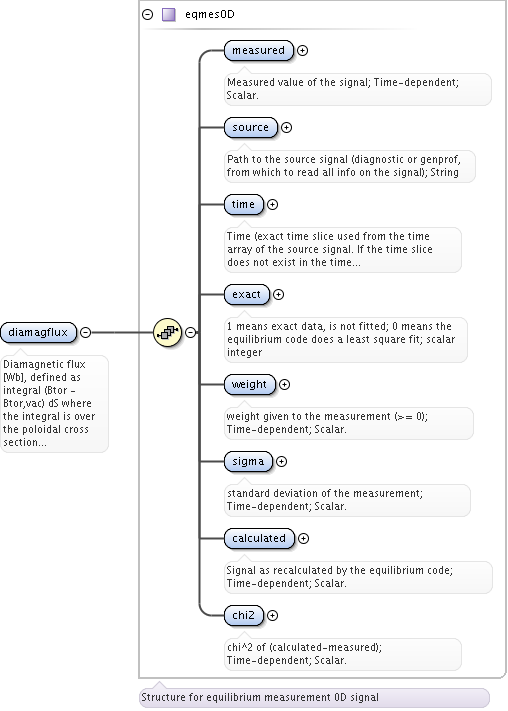 eqmes0D
measured
Measured value of the signal; Time-dependent;
Scalar.
source
Path to the source signal (diagnostic or genprof,
from which to read all info on the signal); String
time
Time (exact time slice used from the time
array of the source signal. If the time slice
does not exist in the time...
exact
1 means exact data, is not fitted; 0 means the
equilibrium code does a least square fit; scalar
integer
diamagflux
Diamagnetic flux
[Wb], defined as
integral (Btor -
Btor,vac) dS where
the integral is over
the poloidal cross
section...
weight
weight given to the measurement (>= 0);
Time-dependent; Scalar.
sigma
standard deviation of the measurement;
Time-dependent; Scalar.
calculated
Signal as recalculated by the equilibrium code;
Time-dependent; Scalar.
chi2
chi^2 of (calculated-measured);
Time-dependent; Scalar.
Structure for equilibrium measurement 0D signal